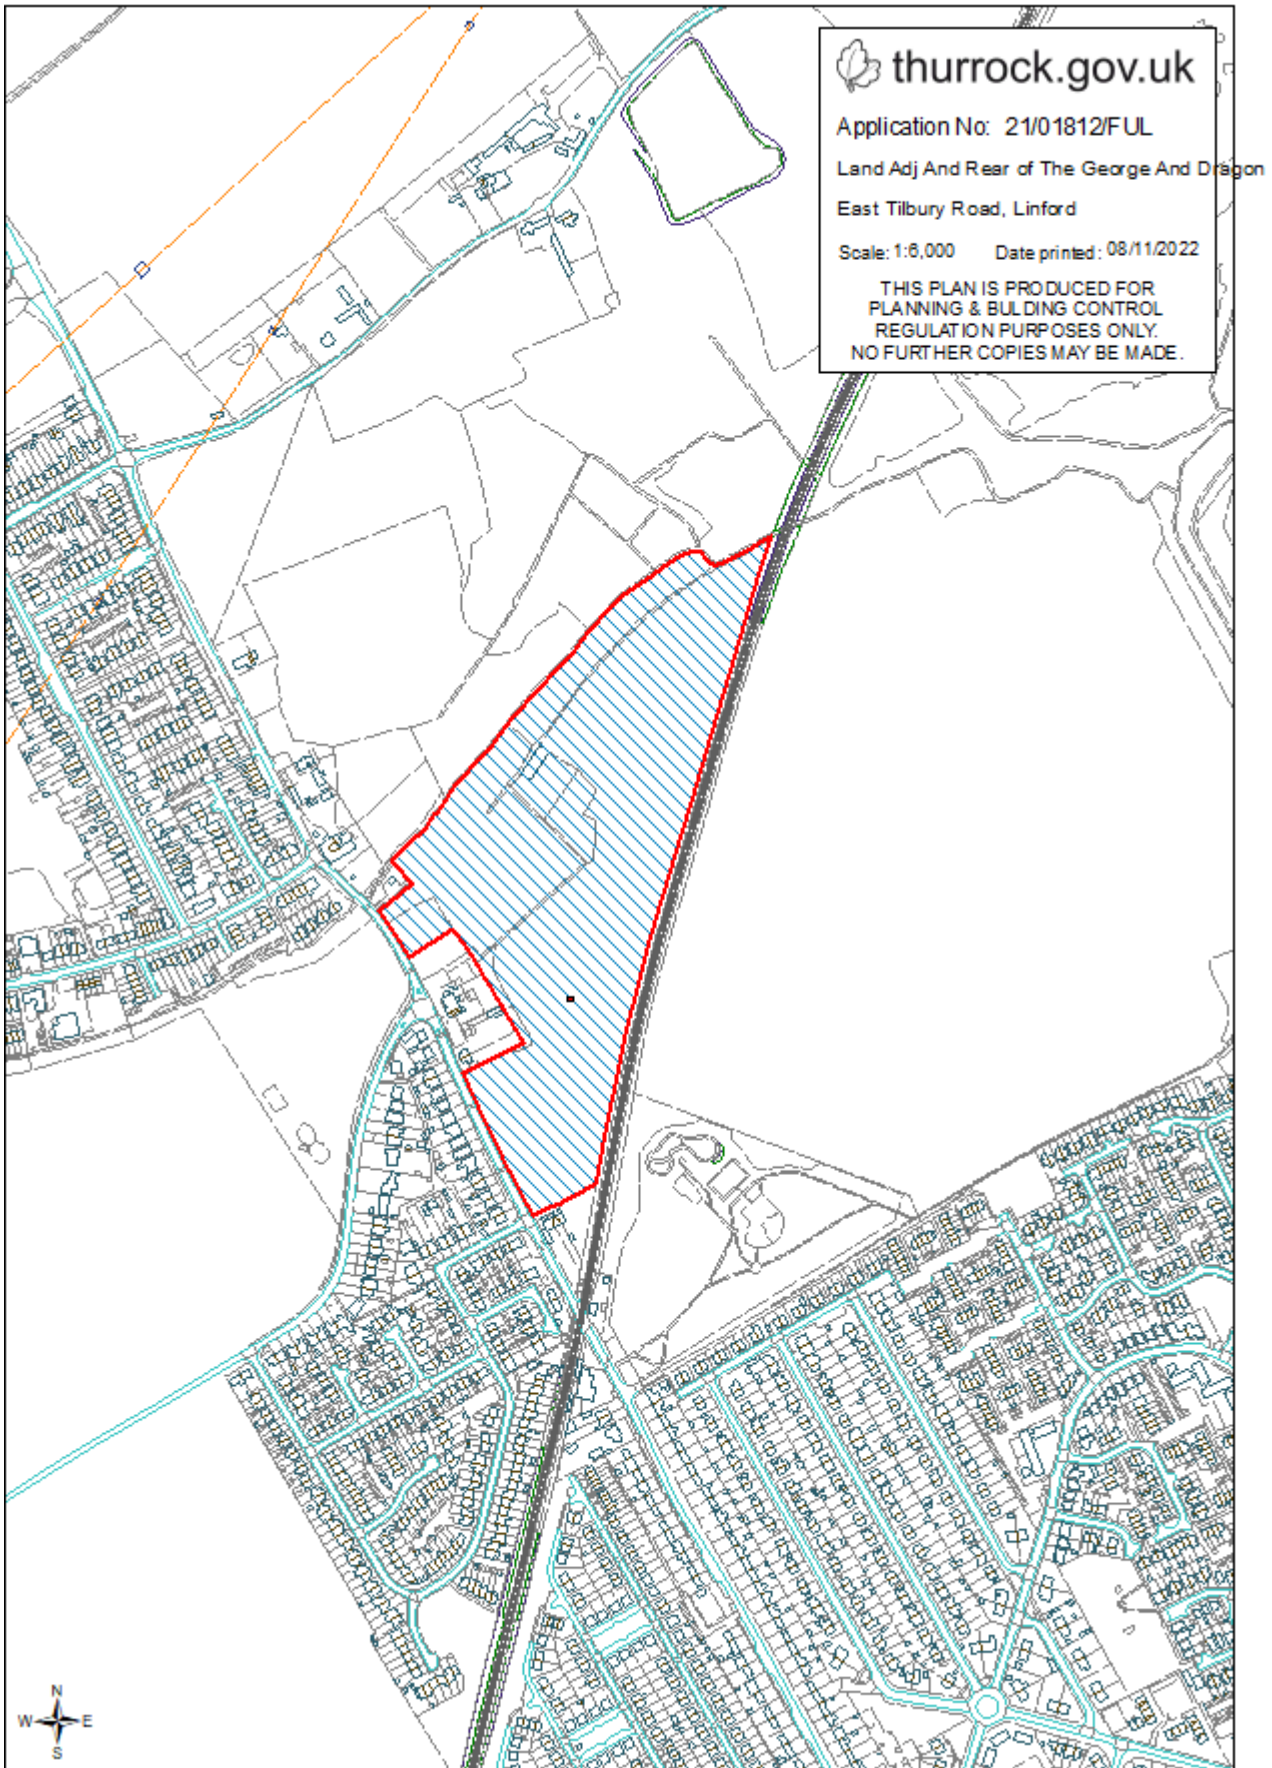 thurrock.gov.uk
Application No: 21/01812/FUL
Land Adj And Rear of The George And Dragon
East Tilbury Road, Linford
Scale: 1:6,000 Date printed: 08/11/2022
THIS PLAN IS PRODUCED FOR
PLANNING & BULDING CONTROL
REGULATION PURPOSES ONLY.
NO FURTHER COPIES MAY BE MADE.
N
W E
S